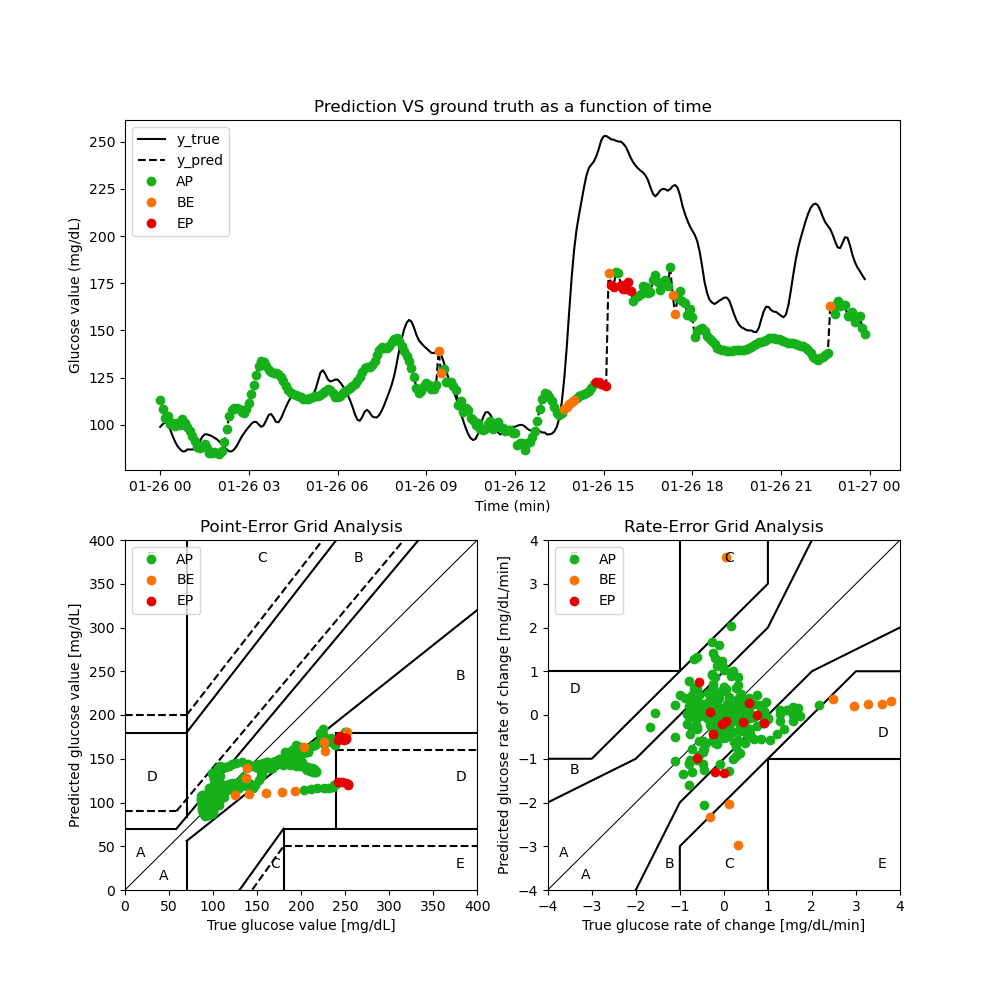 Prediction VS ground truth as a function of time
Glucose value (mg/dL)
250
225
200
175
150
125
100
y_true
y_pred
AP
BE
EP
01-26 00 01-26 03 01-26 06 01-26 09 01-26 12 01-26 15 01-26 18 01-26 21 01-27 00
Time (min)
Point-Error Grid Analysis
Predicted glucose value [mg/dL]
400
350
300
250
200
150
100
50
0
AP
BE
EP
C
B
B
D
D
A
A
C
E
0 50 100 150 200 250 300 350 400
True glucose value [mg/dL]
Rate-Error Grid Analysis
Predicted glucose rate of change [mg/dL/min]
4
3
2
1
0
−1
−2
−3
−4
AP
BE
EP
C
D
D
B
A
A
B
C
E
−4 −3 −2 −1 0 1 2 3 4
True glucose rate of change [mg/dL/min]